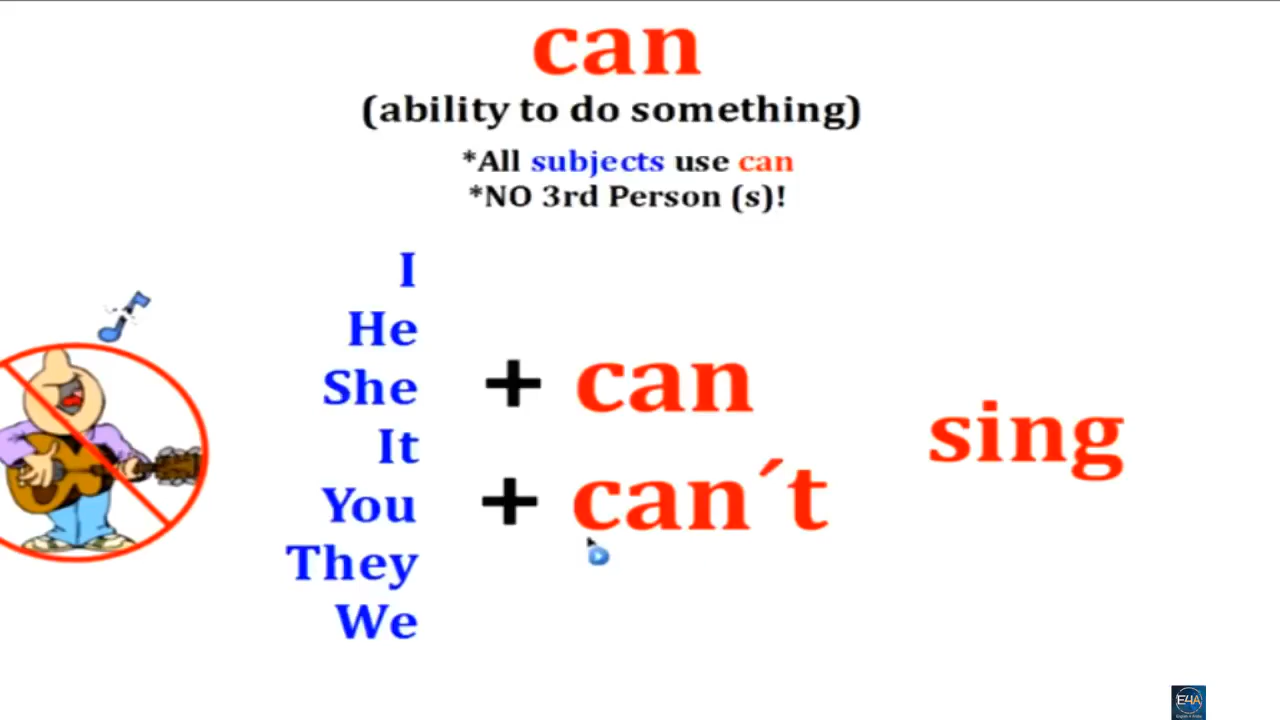 can
(ability to do something)
*All subjects use can
*NO 3rd Person (s)!
I
He
She
It
You
They
We
+ can
+ can´t
sing
E4A